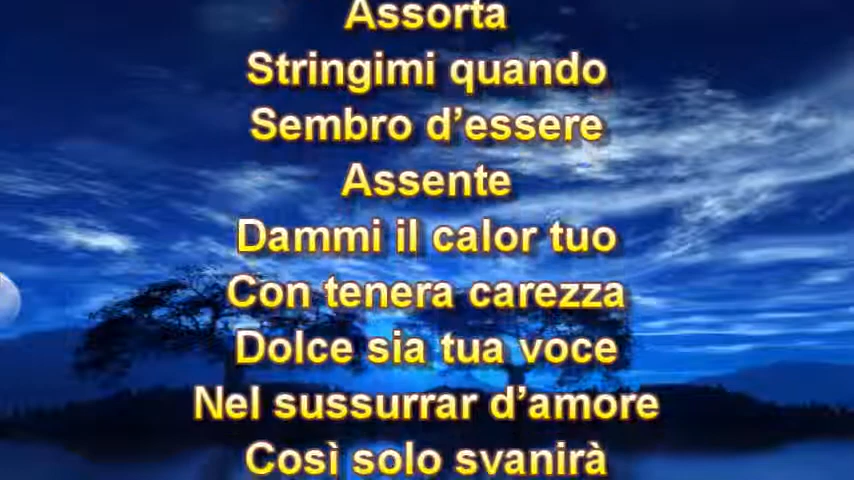 Assorta
Stringimi quando
Sembro d’essere
Assente
Dammi il calor tuo
Con tenera carezza
Dolce sia tua voce
Nel sussurrar d’amore
Così solo svanirà